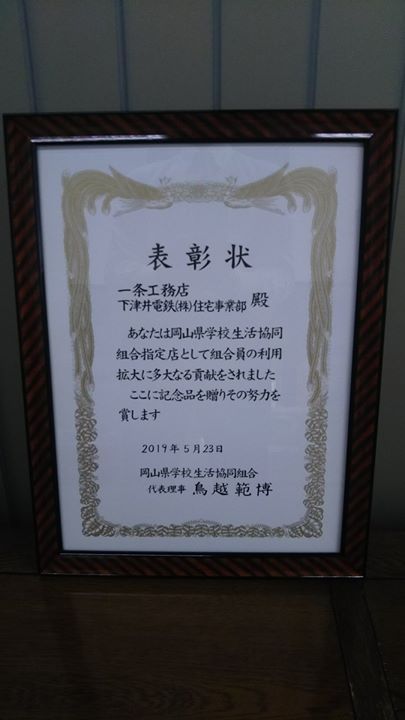 表彰状
一条工務店
下津井電鉄(株)住宅事業部 殿
あなたは岡山県学校生活協同
組合指定店として組合員の利用
拡大に多大なる貢献をされました
ここに記念品を贈りその努力を
賞します
2019年5月23日
岡山県学校生活協同組合
代表理事 鳥越範博